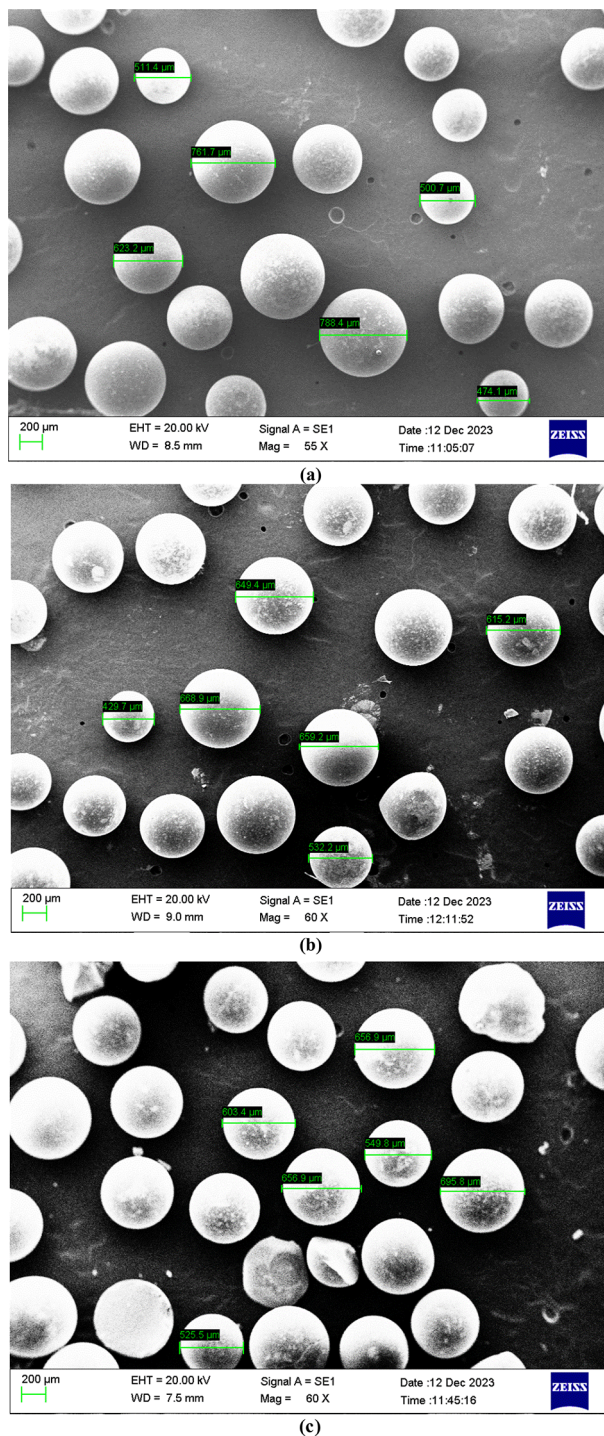 511.4 µm
761.7 µm
500.7 µm
623.2 µm
788.4 µm
474.1 µm
200 µm EHT = 20.00 kV Signal A = SE1 Date :12 Dec 2023 ZEISS
WD = 8.5 mm Mag = 55 X Time :11:05:07
(a)
649.4 µm
615.2 µm
668.9 µm
429.7 µm
659.2 µm
532.2 µm
200 µm EHT = 20.00 kV Signal A = SE1 Date :12 Dec 2023 ZEISS
WD = 9.0 mm Mag = 60 X Time :12:11:52
(b)
656.9 µm
603.4 µm
549.8 µm
656.9 µm
695.8 µm
525.5 µm
200 µm EHT = 20.00 kV Signal A = SE1 Date :12 Dec 2023 ZEISS
WD = 7.5 mm Mag = 60 X Time :11:45:16
(c)